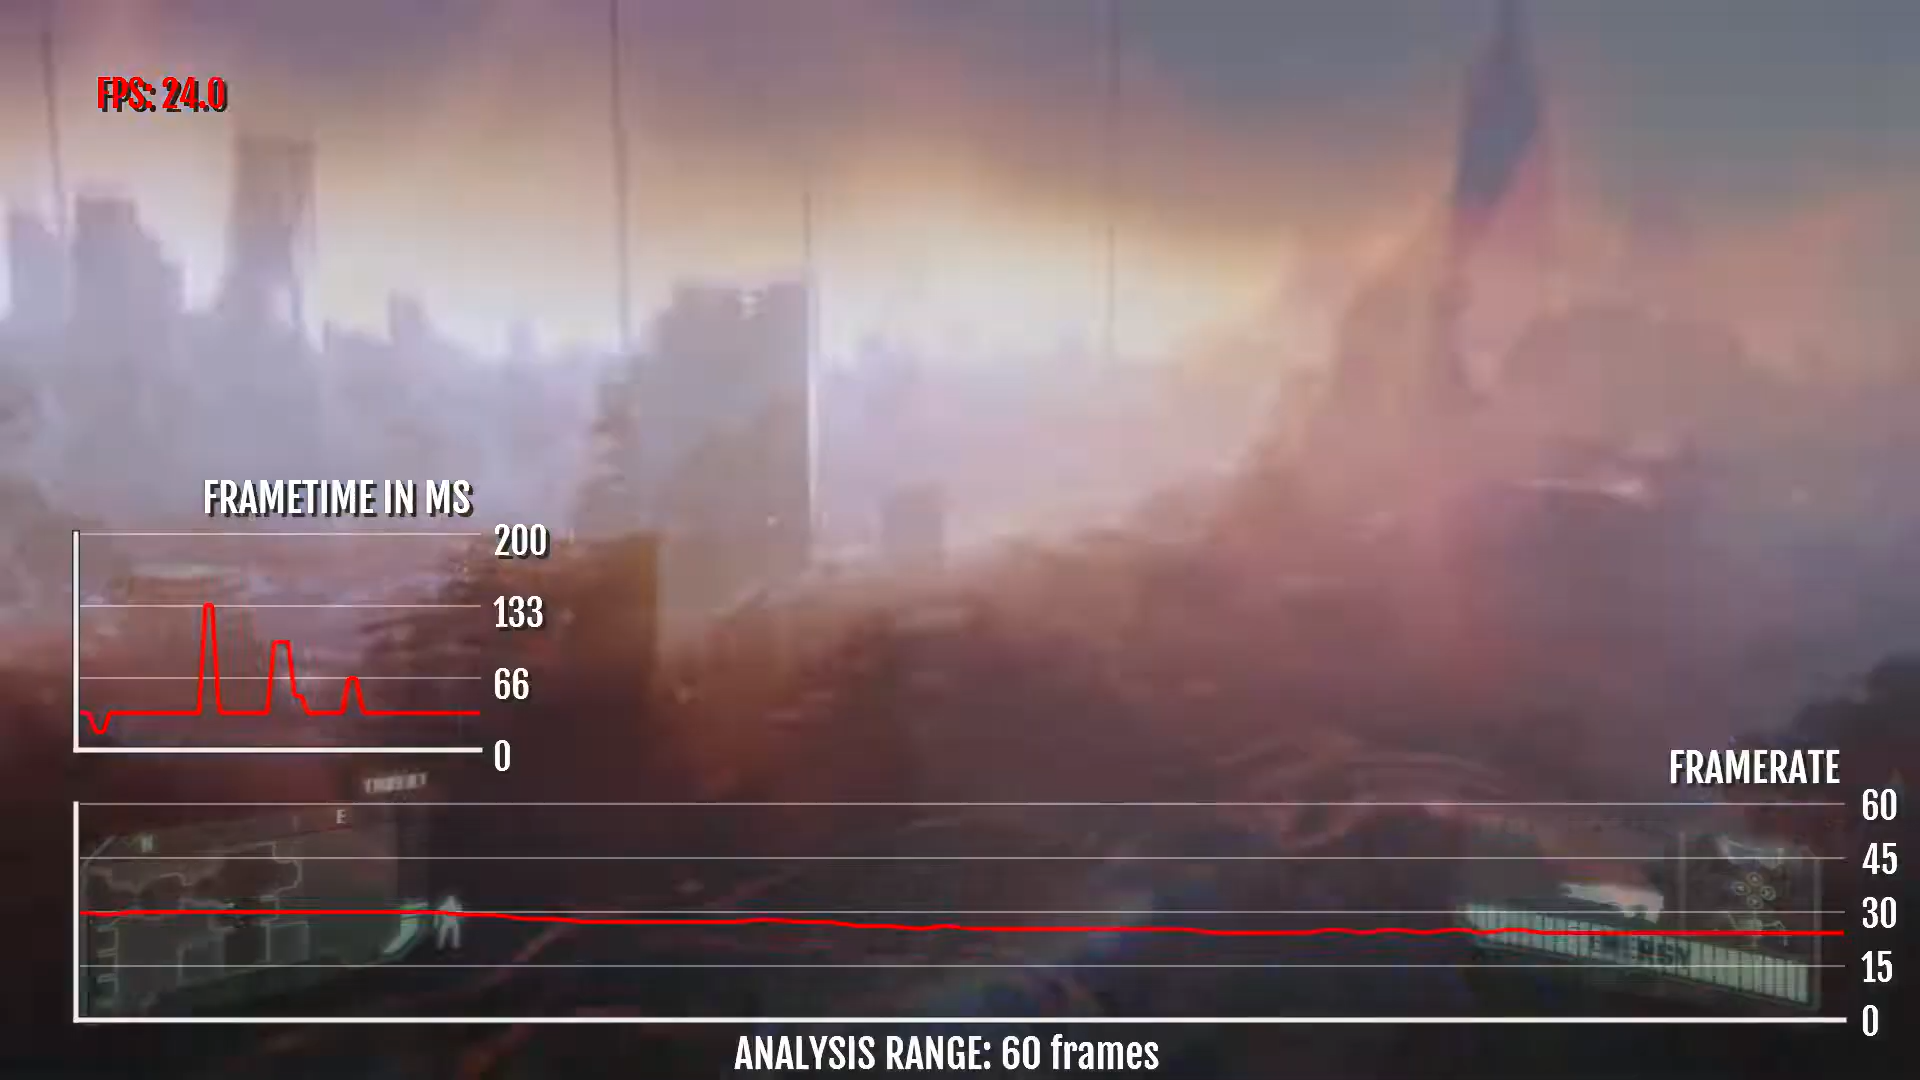 FPS: 24.0
FRAMETIME IN MS
200
133
66
0
FRAMERATE
60
45
30
15
0
E
N
ANALYSIS RANGE: 60 frames